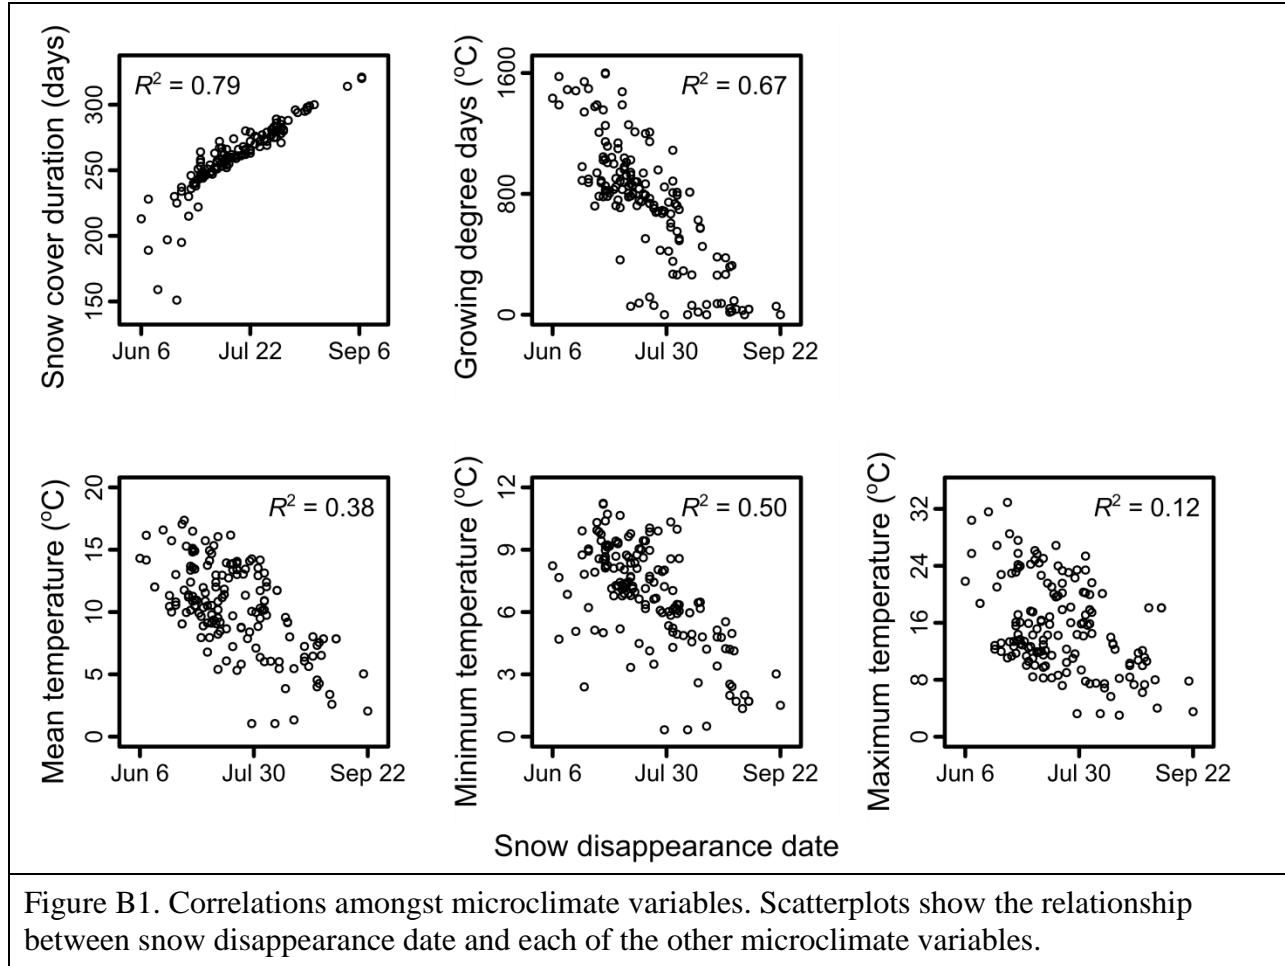 Snow cover duration (days)
300
250
200
150
R² = 0.79
Jun 6 Jul 22 Sep 6
Growing degree days (°C)
1600
800
0
R² = 0.67
Jun 6 Jul 30 Sep 22
Mean temperature (°C)
20
15
10
5
0
R² = 0.38
Jun 6 Jul 30 Sep 22
Minimum temperature (°C)
12
9
6
3
0
R² = 0.50
Jun 6 Jul 30 Sep 22
Maximum temperature (°C)
32
24
16
8
0
R² = 0.12
Jun 6 Jul 30 Sep 22
Snow disappearance date
Figure B1. Correlations amongst microclimate variables. Scatterplots show the relationship
between snow disappearance date and each of the other microclimate variables.